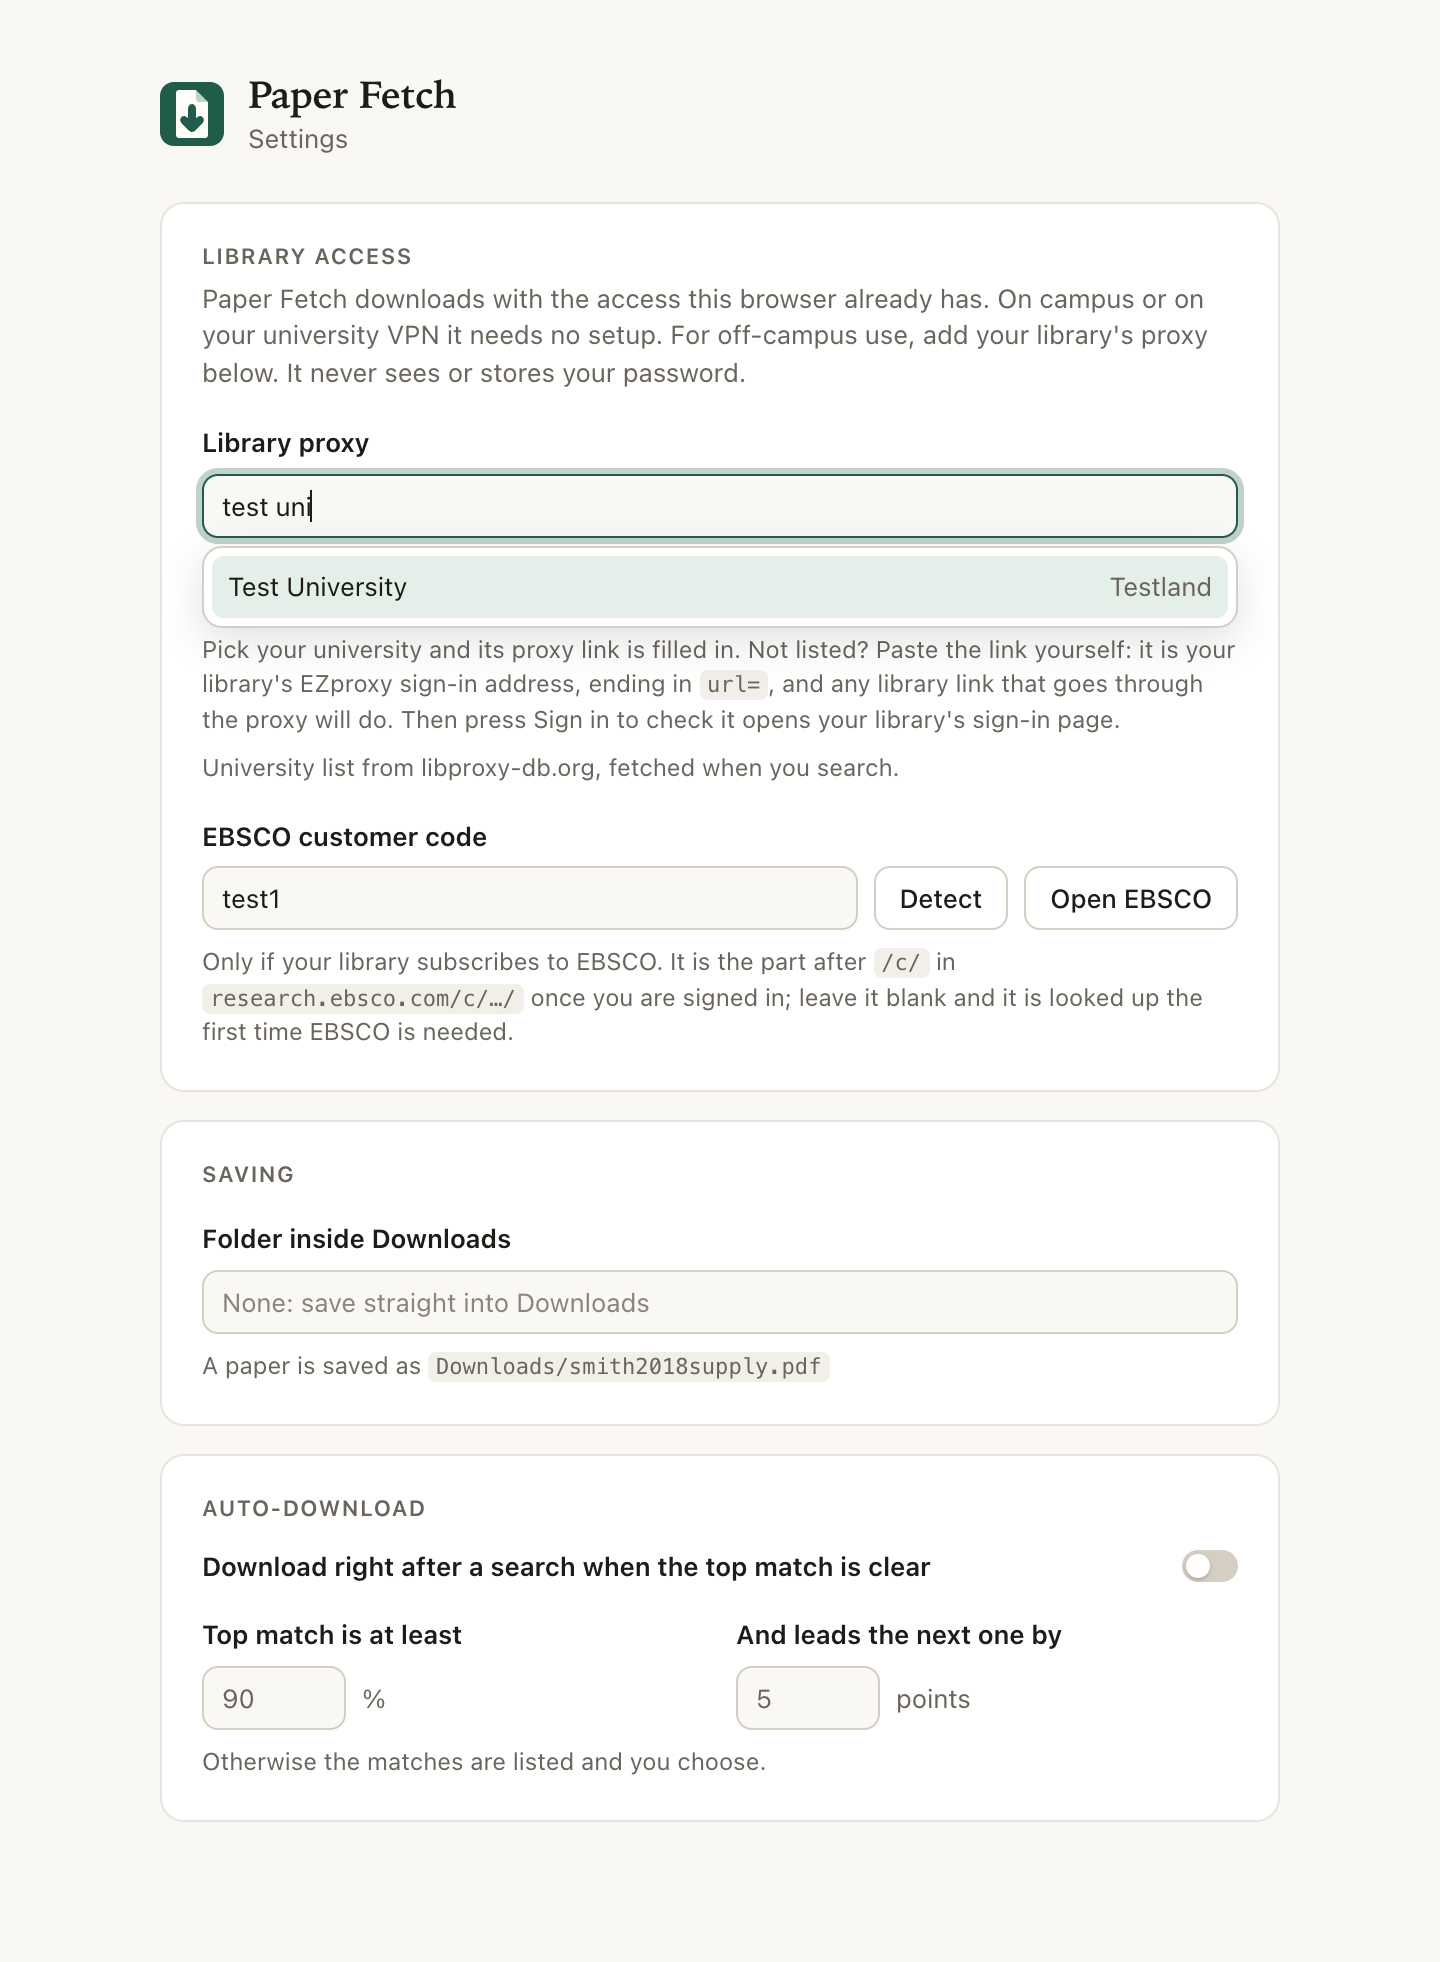 Paper Fetch
Settings
LIBRARY ACCESS
Paper Fetch downloads with the access this browser already has. On campus or on
your university VPN it needs no setup. For off-campus use, add your library's proxy
below. It never sees or stores your password.
Library proxy
test uni
Test University Testland
Pick your university and its proxy link is filled in. Not listed? Paste the link yourself: it is your
library's EZproxy sign-in address, ending in url=, and any library link that goes through
the proxy will do. Then press Sign in to check it opens your library's sign-in page.
University list from libproxy-db.org, fetched when you search.
EBSCO customer code
test1 Detect Open EBSCO
Only if your library subscribes to EBSCO. It is the part after /c/ in
research.ebsco.com/c/…/ once you are signed in; leave it blank and it is looked up the
first time EBSCO is needed.
SAVING
Folder inside Downloads
None: save straight into Downloads
A paper is saved as Downloads/smith2018supply.pdf
AUTO-DOWNLOAD
Download right after a search when the top match is clear
Top match is at least And leads the next one by
90 % 5 points
Otherwise the matches are listed and you choose.